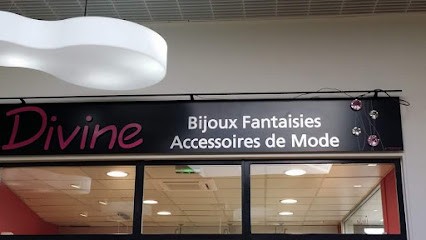 Divine
Bijoux Fantaisies
Accessoires de Mode